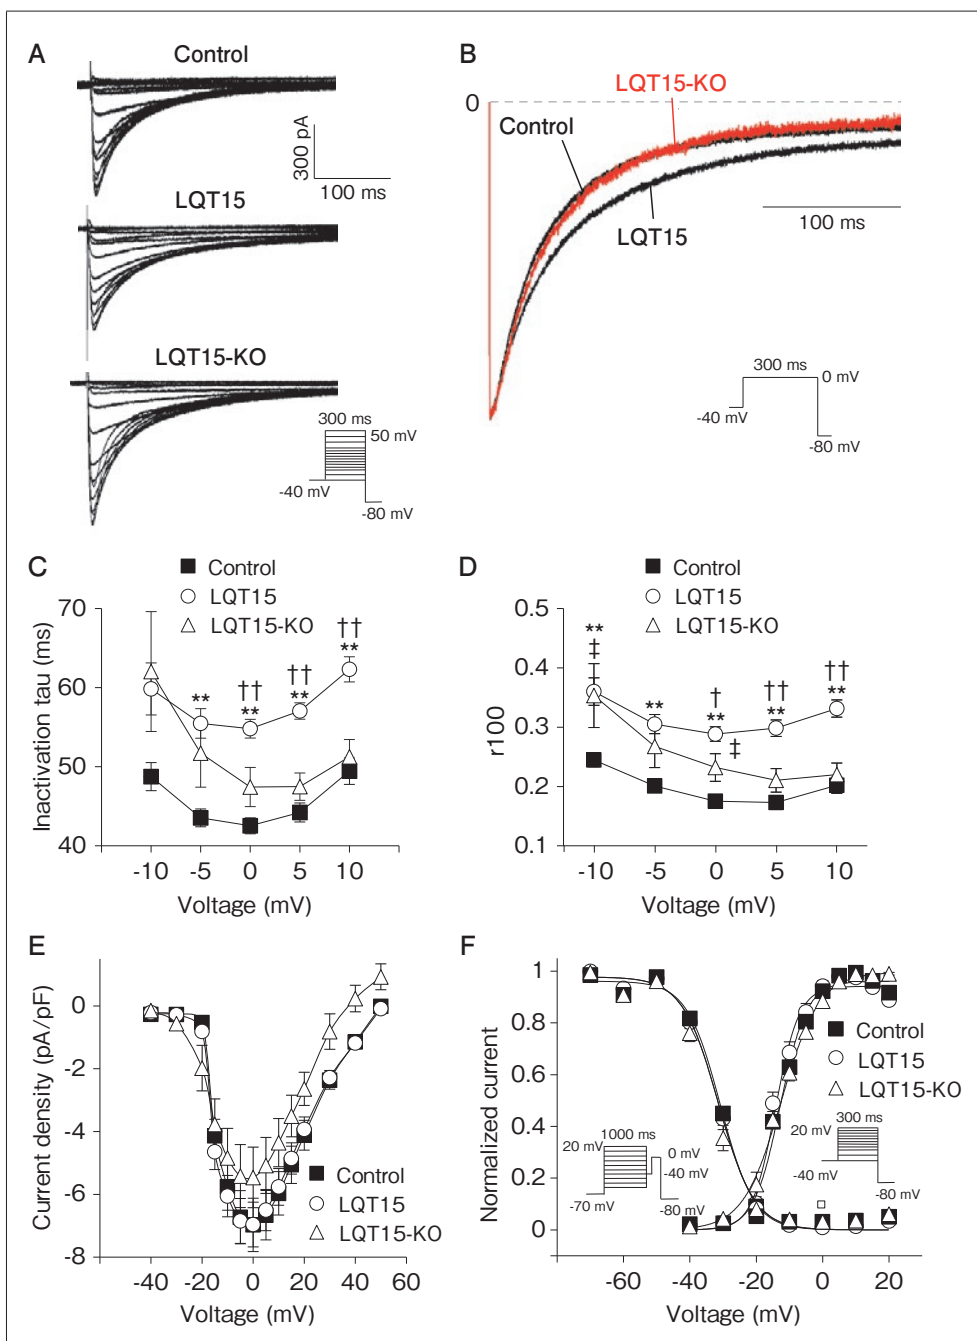 A
Control
300 pA
100 ms
LQT15
LQT15-KO
300 ms
50 mV
-40 mV
-80 mV
B
LQT15-KO
0
Control
LQT15
100 ms
300 ms
0 mV
-40 mV
-80 mV
C
Control
LQT15
LQT15-KO
Inactivation tau (ms)
70
60
50
40
**
††
**
††
**
††
**
-10 -5 0 5 10
Voltage (mV)
D
Control
LQT15
LQT15-KO
r100
0.5
0.4
0.3
0.2
0.1
**
‡
**
†
**
‡
††
**
††
**
-10 -5 0 5 10
Voltage (mV)
E
Current density (pA/pF)
0
-2
-4
-6
-8
Control
LQT15
LQT15-KO
-40 -20 0 20 40 60
Voltage (mV)
F
Normalized current
1
0.8
0.6
0.4
0.2
0
Control
LQT15
LQT15-KO
1000 ms
20 mV
0 mV
-40 mV
-70 mV
-80 mV
300 ms
20 mV
-40 mV
-80 mV
-60 -40 -20 0 20
Voltage (mV)